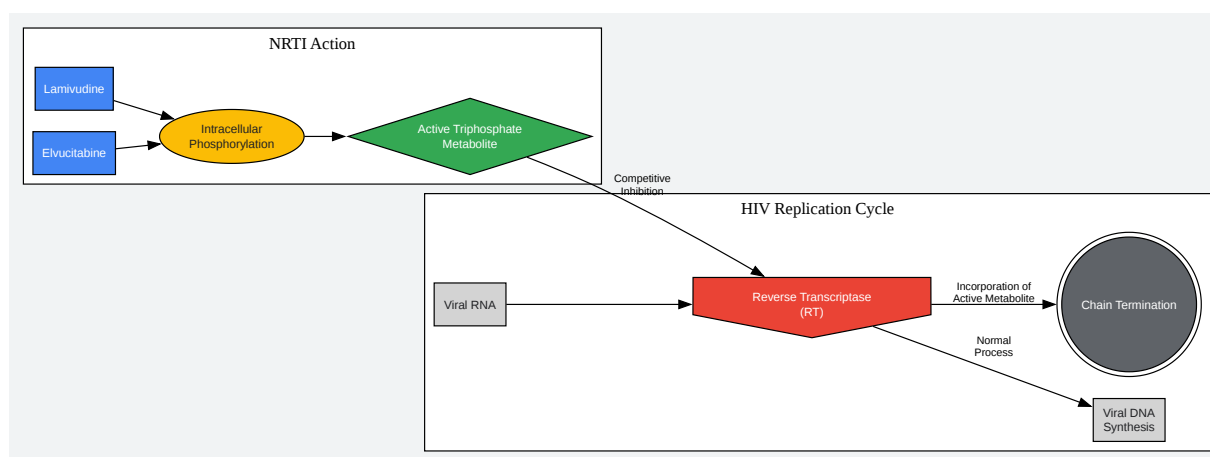 NRTI Action
Lamivudine
Elvucitabine
Intracellular
Phosphorylation
Active Triphosphate
Metabolite
Competitive
Inhibition
HIV Replication Cycle
Viral RNA
Reverse Transcriptase
(RT)
Incorporation of
Active Metabolite
Chain Termination
Normal
Process
Viral DNA
Synthesis